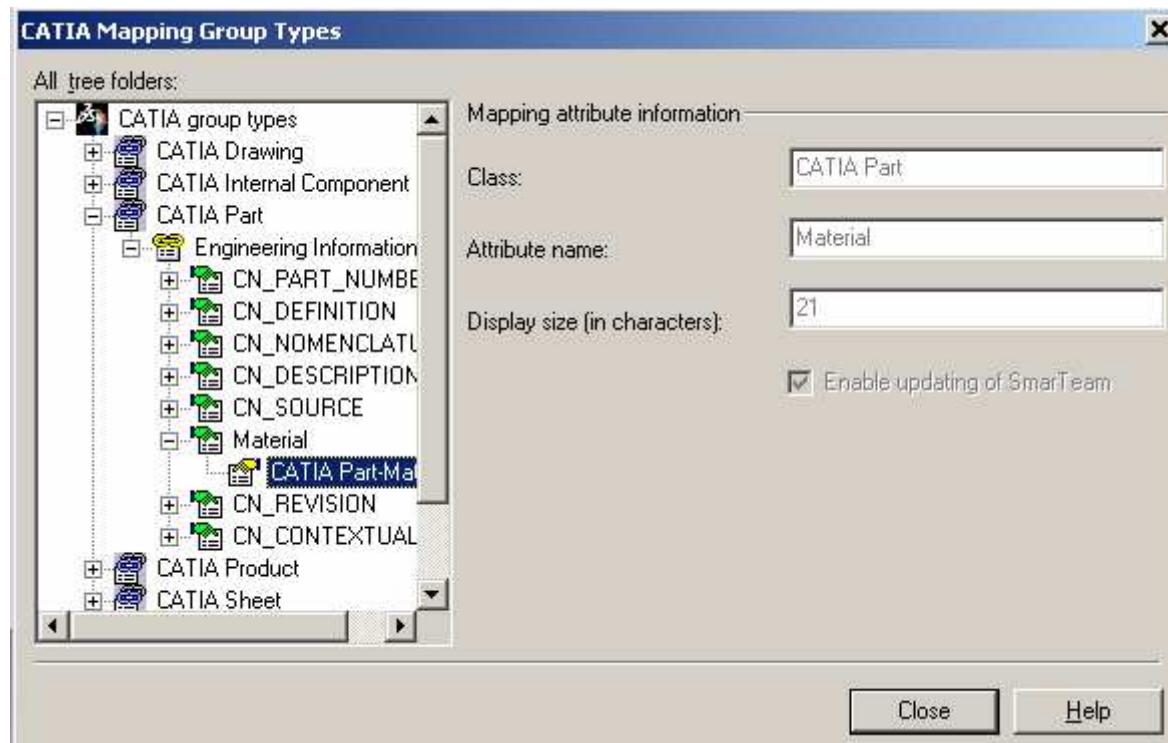 CATIA Mapping Group Types
All tree folders:
CATIA group types
CATIA Drawing
CATIA Internal Component
CATIA Part
Engineering Information
CN_PART_NUMBE
CN_DEFINITION
CN_NOMENCLATU
CN_DESCRIPTION
CN_SOURCE
Material
CATIA Part-Mat
CN_REVISION
CN_CONTEXTUAL
CATIA Product
CATIA Sheet
Mapping attribute information
Class:
CATIA Part
Attribute name:
Material
Display size (in characters):
21
Enable updating of SmarTeam
Close
Help